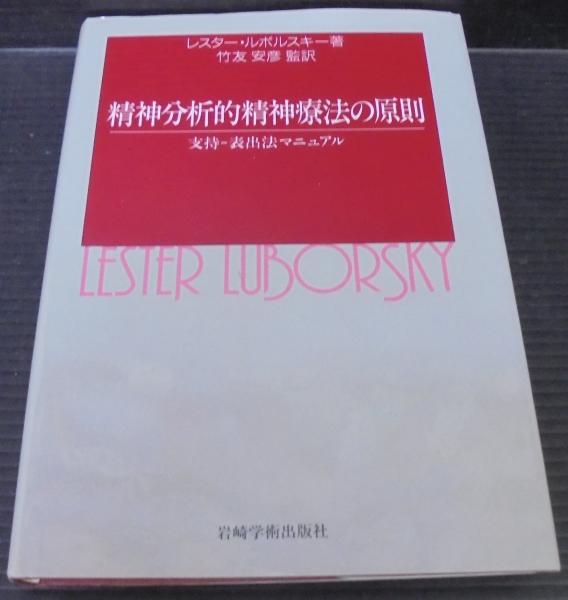 レスター・ルボルスキー著
竹友 安彦 監訳
精神分析的精神療法の原則
支持-表出法マニュアル
LESTER LUBORSKY
岩崎学術出版社